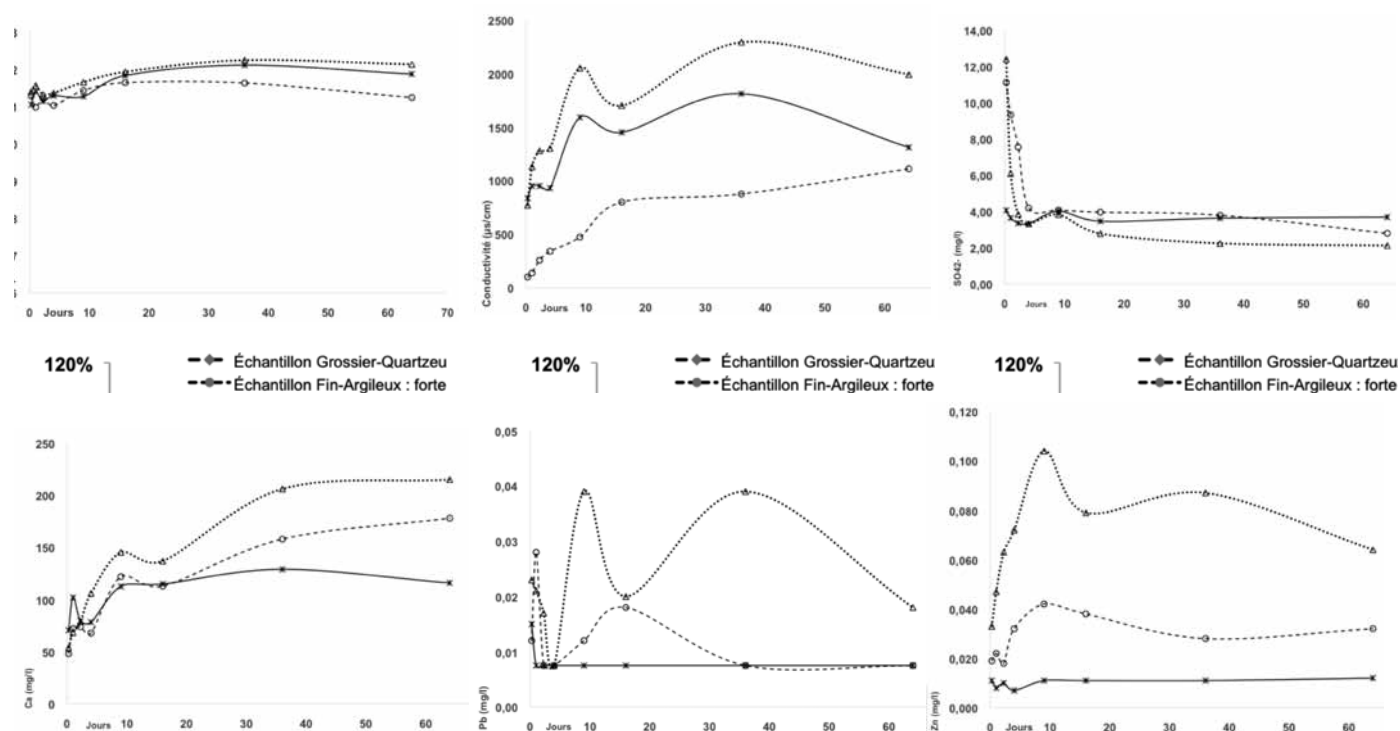 3
2
1
0
9
8
7
0 Jours 10 20 30 40 50 60 70
Conductivité (µs/cm)
2500
2000
1500
1000
500
0
0 Jours 10 20 30 40 50 60
SO42- (mg/l)
14,00
12,00
10,00
8,00
6,00
4,00
2,00
0,00
0 Jours 10 20 30 40 50 60
120%
Échantillon Grossier-Quartzeu
Échantillon Fin-Argileux : forte
120%
Échantillon Grossier-Quartzeu
Échantillon Fin-Argileux : forte
120%
Échantillon Grossier-Quartzeu
Échantillon Fin-Argileux : forte
Ca (mg/l)
250
200
150
100
50
0
0 Jours 10 20 30 40 50 60
Pb (mg/l)
0,05
0,04
0,03
0,02
0,01
0,00
0 Jours 10 20 30 40 50 60
Zn (mg/l)
0,120
0,100
0,080
0,060
0,040
0,020
0,000
0 Jours 10 20 30 40 50 60